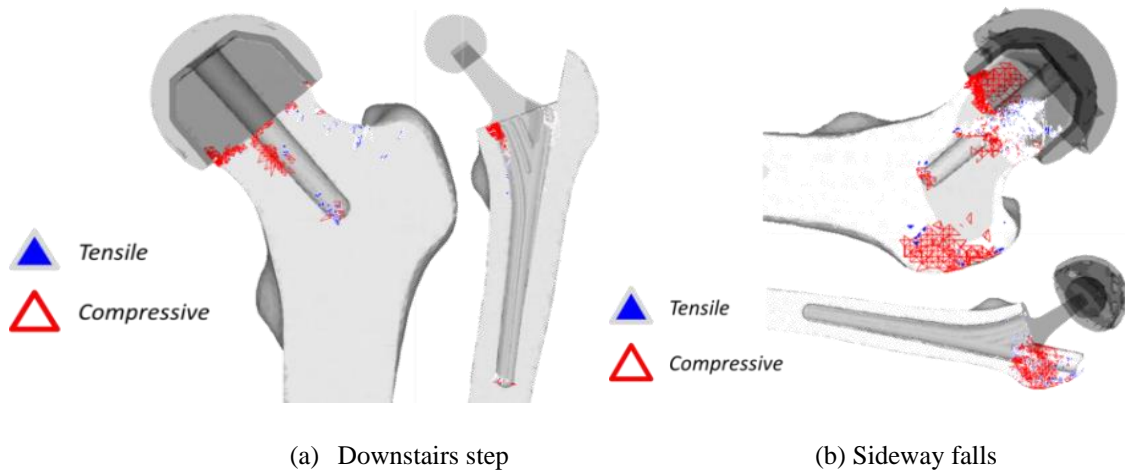 Tensile
Compressive
Tensile
Compressive
(a) Downstairs step
(b) Sideway falls